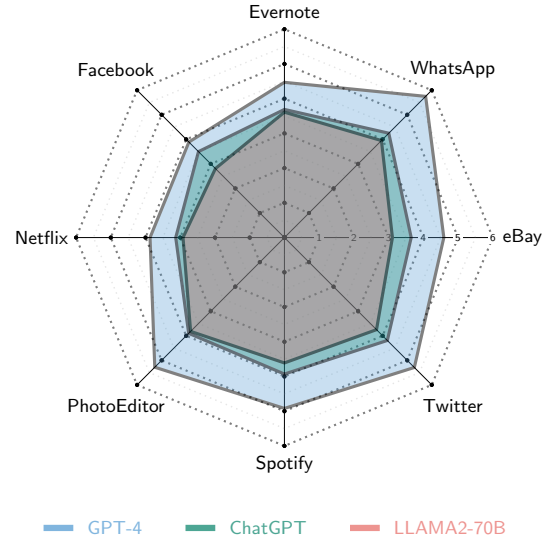 Evernote
Facebook
WhatsApp
Netflix
1 2 3 4 5 6
eBay
PhotoEditor
Twitter
Spotify
GPT-4 ChatGPT LLAMA2-70B